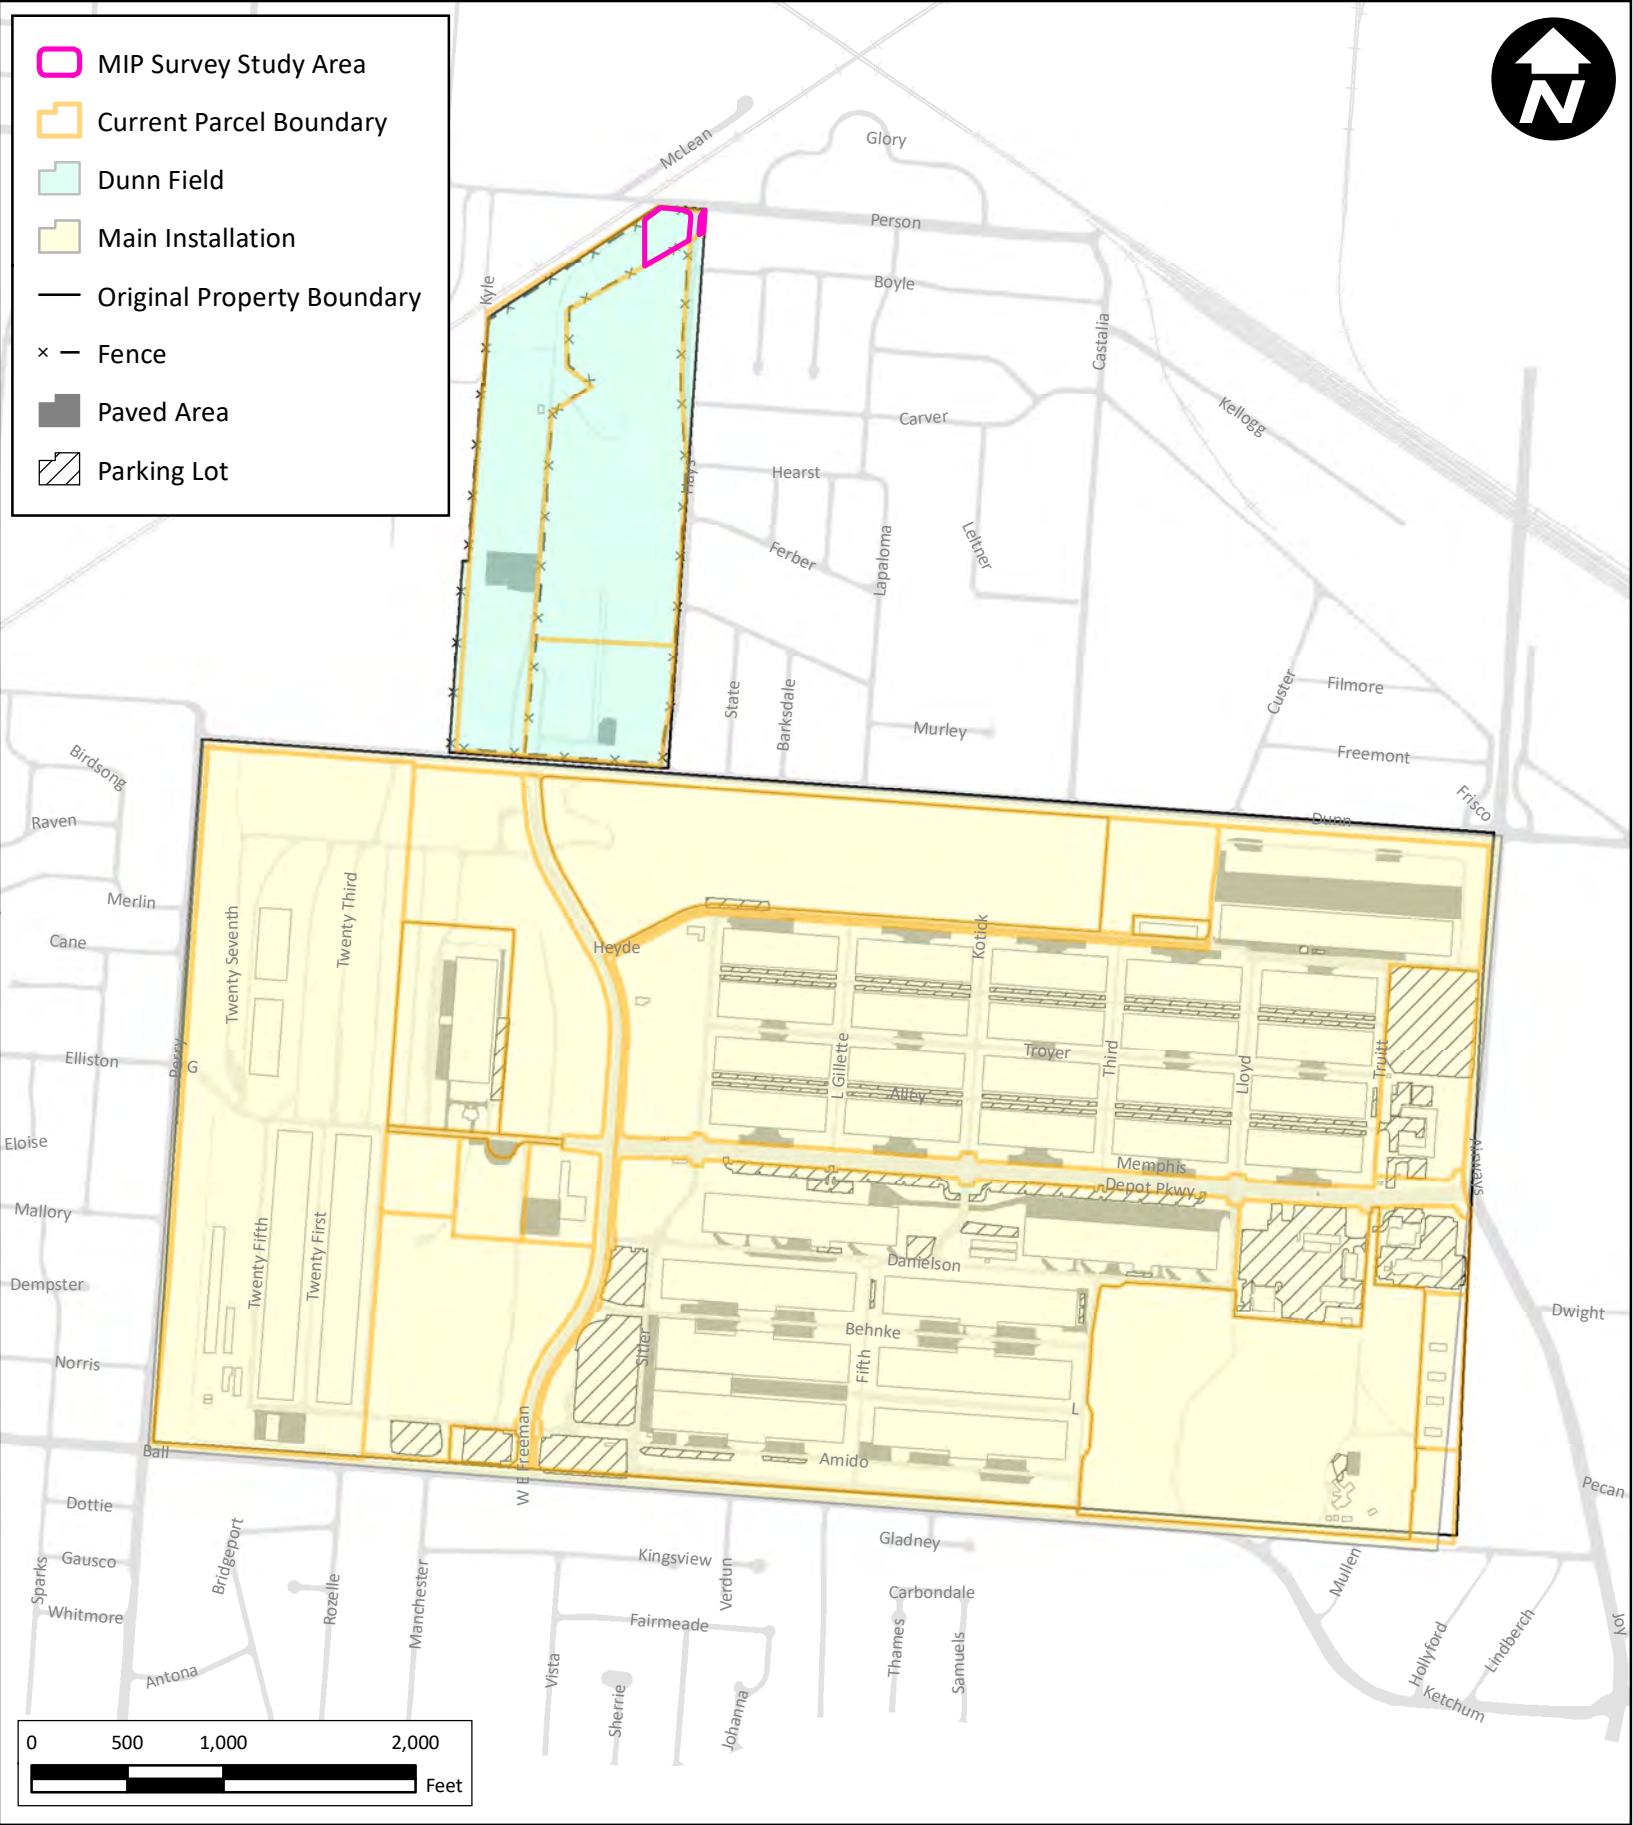 MIP Survey Study Area
Current Parcel Boundary
Dunn Field
Main Installation
Original Property Boundary
Fence
Paved Area
Parking Lot
N
McLean
Glory
Person
Kyle
Boyle
Castalia
Kellogg
Carver
Hays
Hearst
Leitner
Lapaloma
Ferber
State
Barksdale
Murley
Custer
Filmore
Freemont
Frisco
Dunn
Birdsong
Raven
Merlin
Cane
Twenty Seventh
Twenty Third
Heyde
Kotick
Elliston
Perry
G
L Gillette
Troyer
Third
Lloyd
Truitt
Alley
Eloise
Memphis
Depot Pkwy
Airways
Mallory
Twenty Fifth
Twenty First
Danielson
Dempster
Dwight
Behnke
Sitler
Fifth
Norris
L
W E Freeman
Ball
Amido
Pecan
Dottie
Bridgeport
Gausco
Sparks
Whitmore
Rozelle
Manchester
Kingsview
Verdun
Gladney
Carbondale
Mullen
Fairmeade
Thames
Samuels
Hollyford
Lindberch
Joy
Antona
Vista
Sherrie
Johanna
Ketchum
0 500 1,000 2,000
Feet